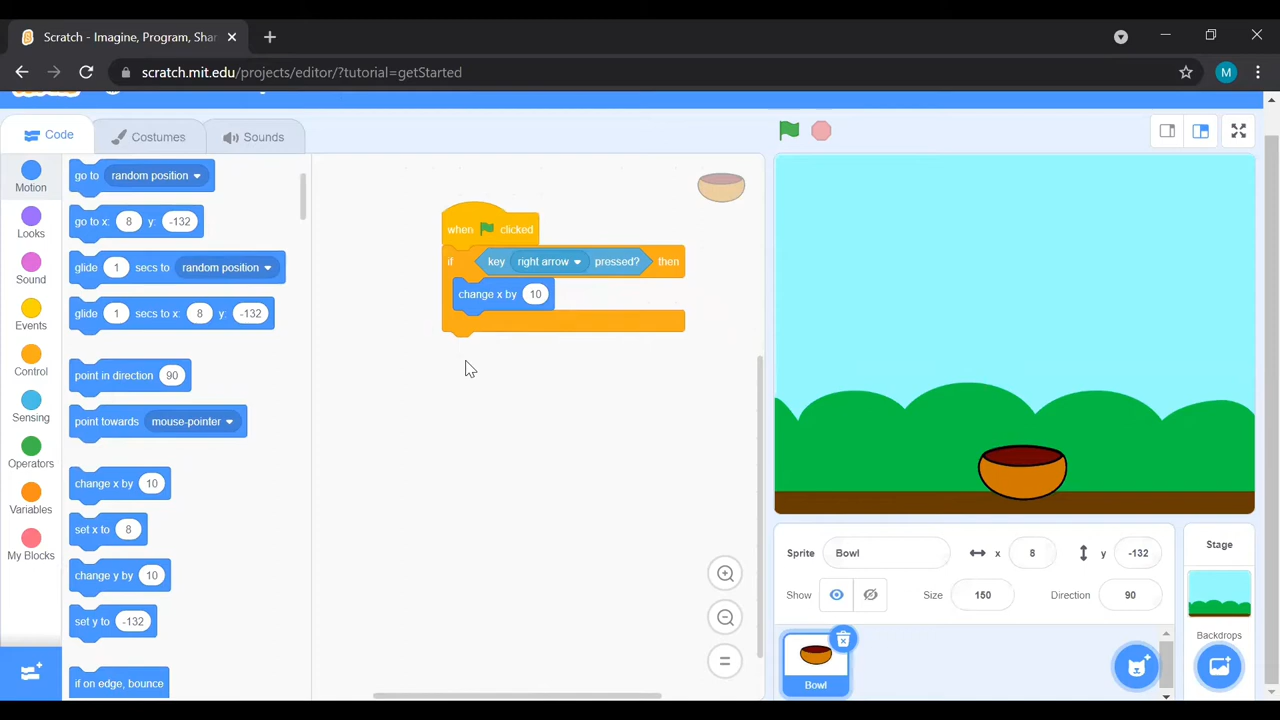 Scratch - Imagine, Program, Shar
scratch.mit.edu/projects/editor/?tutorial=getStarted
M
Code
Costumes
Sounds
Motion
Looks
Sound
Events
Control
Sensing
Operators
Variables
My Blocks
go to random position
go to x: 8 y: -132
glide 1 secs to random position
glide 1 secs to x: 8 y: -132
point in direction 90
point towards mouse-pointer
change x by 10
set x to 8
change y by 10
set y to -132
if on edge, bounce
when clicked
if key right arrow pressed? then
change x by 10
Sprite Bowl x 8 y -132
Show Size 150 Direction 90
Bowl
Stage
Backdrops